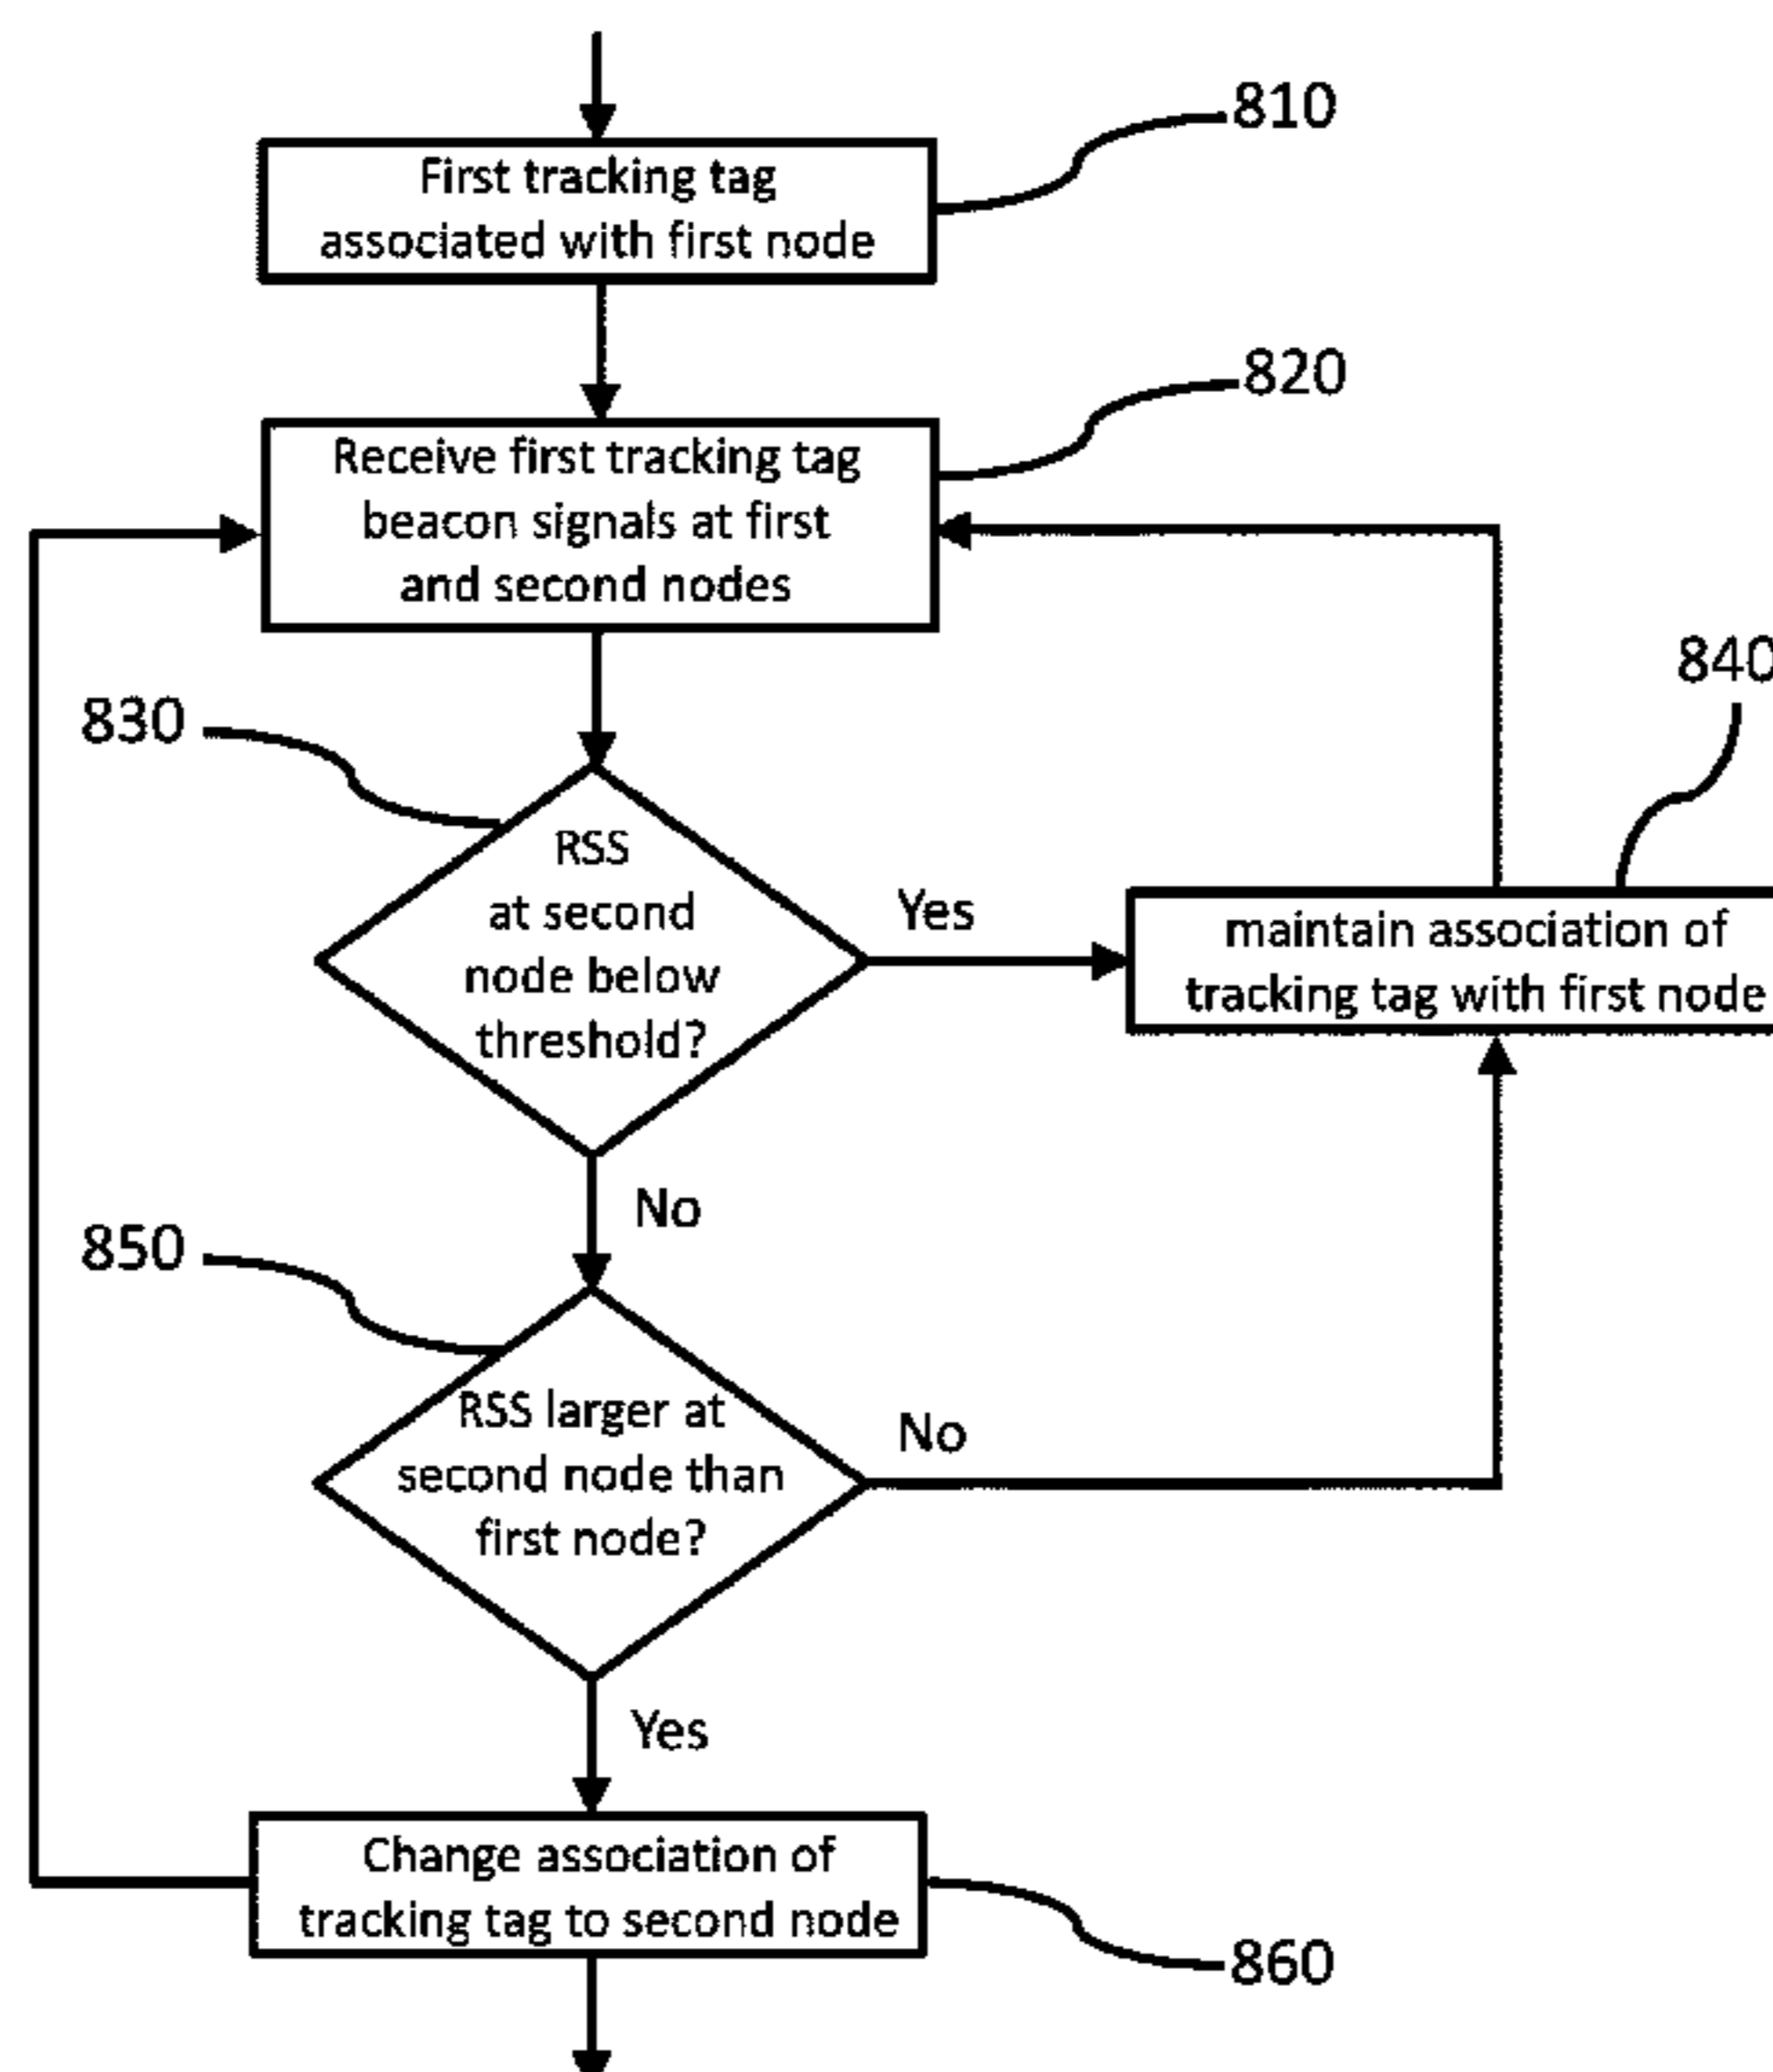 810
First tracking tag
associated with first node
820
Receive first tracking tag
beacon signals at first
and second nodes
840
830
RSS
at second
node below
threshold?
Yes
maintain association of
tracking tag with first node
No
850
RSS larger at
second node than
first node?
No
Yes
Change association of
tracking tag to second node
860